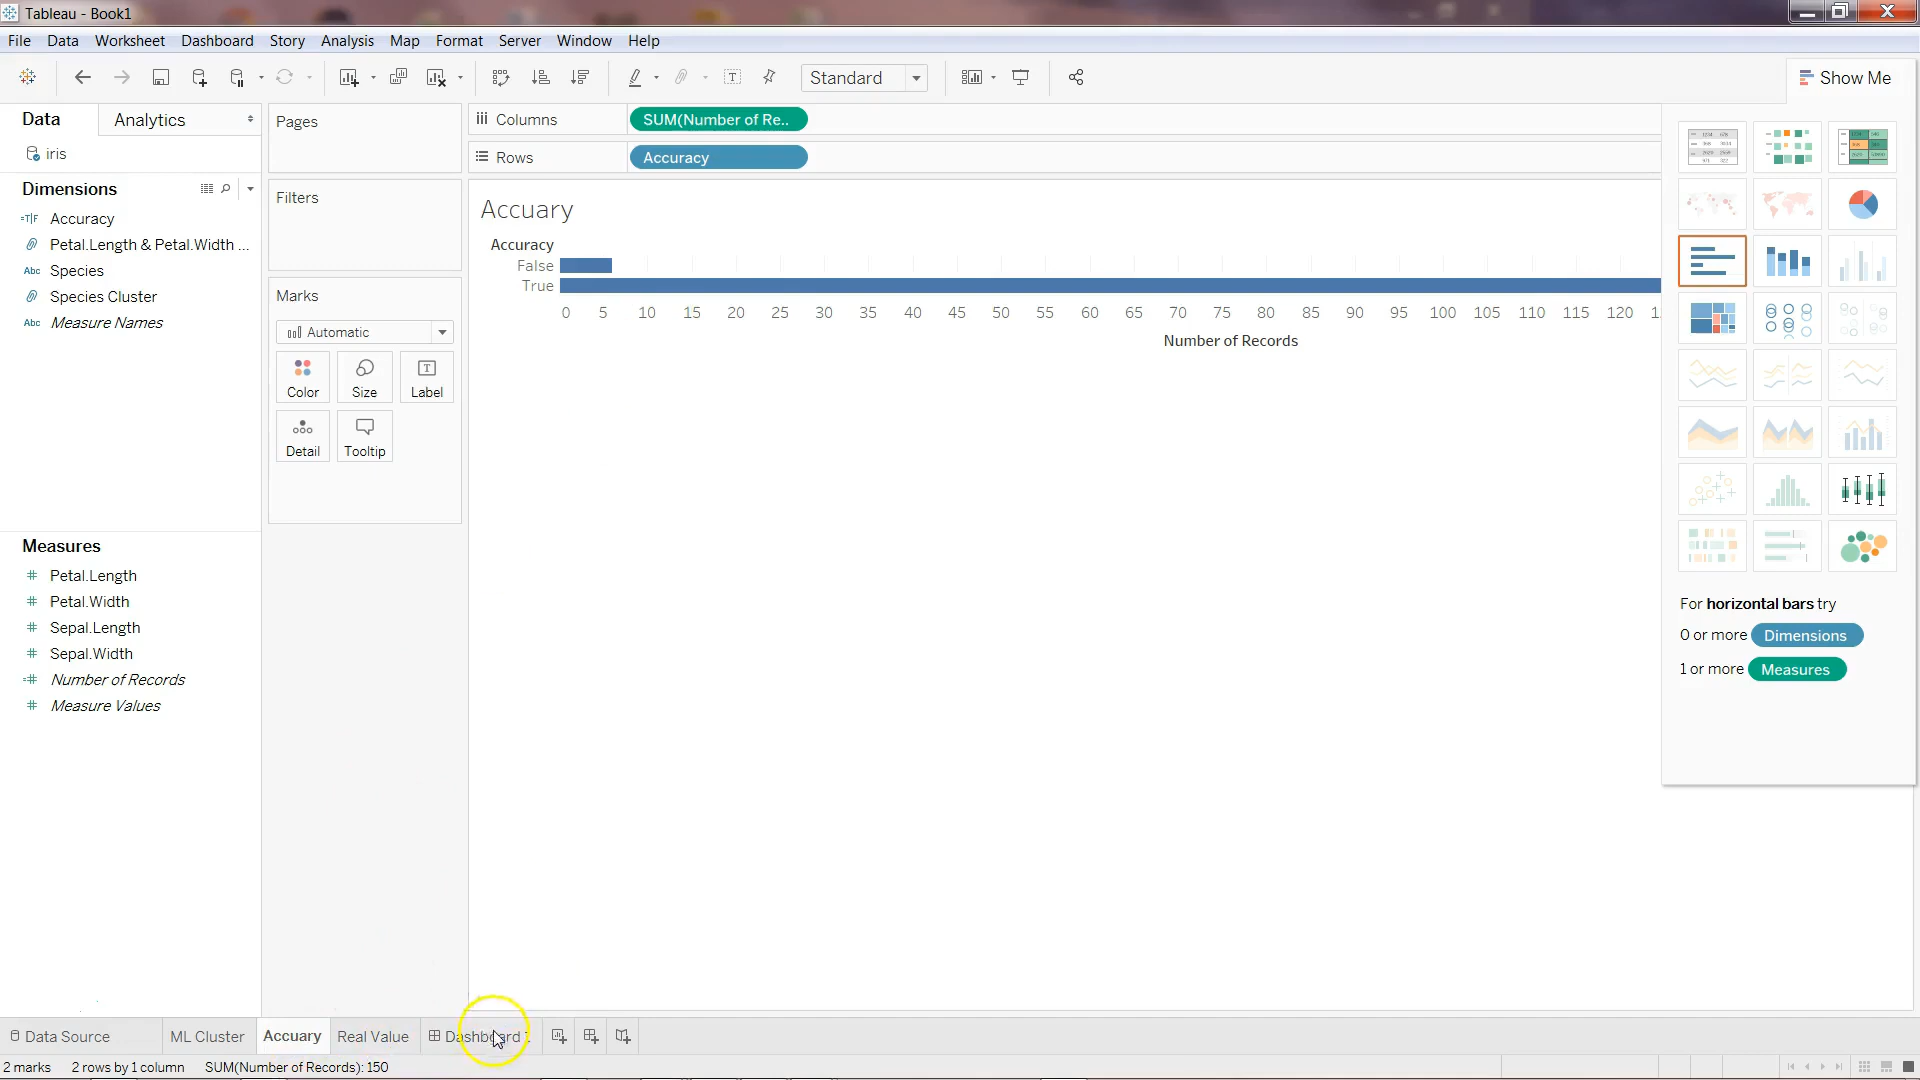 Tableau - Book1
File Data Worksheet Dashboard Story Analysis Map Format Server Window Help
Standard
Show Me
Data Analytics
iris
Dimensions
Accuracy
Petal.Length & Petal.Width ...
Species
Species Cluster
Measure Names
Measures
Petal.Length
Petal.Width
Sepal.Length
Sepal.Width
Number of Records
Measure Values
Pages
Filters
Marks
Automatic
Color Size Label
Detail Tooltip
Columns SUM(Number of Re..
Rows Accuracy
Accuary
Accuracy
False
True
0 5 10 15 20 25 30 35 40 45 50 55 60 65 70 75 80 85 90 95 100 105 110 115 120
Number of Records
For horizontal bars try
0 or more Dimensions
1 or more Measures
Data Source ML Cluster Accuary Real Value Dashboard 1
2 marks 2 rows by 1 column SUM(Number of Records): 150